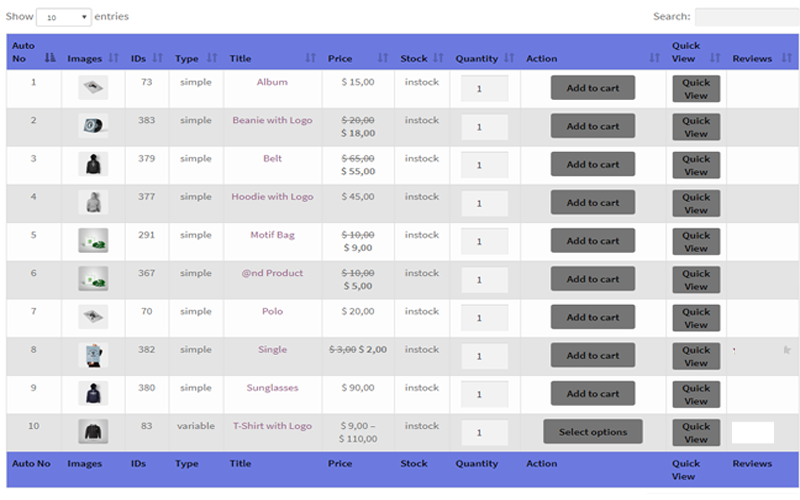 Show 10 entries Search:
Auto No Images IDs Type Title Price Stock Quantity Action Quick View Reviews
1 73 simple Album $ 15,00 instock 1 Add to cart Quick View
2 383 simple Beanie with Logo $ 20,00 $ 18,00 instock 1 Add to cart Quick View
3 379 simple Belt $ 65,00 $ 55,00 instock 1 Add to cart Quick View
4 377 simple Hoodie with Logo $ 45,00 instock 1 Add to cart Quick View
5 291 simple Motif Bag $ 10,00 $ 9,00 instock 1 Add to cart Quick View
6 367 simple @nd Product $ 10,00 $ 5,00 instock 1 Add to cart Quick View
7 70 simple Polo $ 20,00 instock 1 Add to cart Quick View
8 382 simple Single $ 3,00 $ 2,00 instock 1 Add to cart Quick View
9 380 simple Sunglasses $ 90,00 instock 1 Add to cart Quick View
10 83 variable T-Shirt with Logo $ 9,00 – $ 110,00 instock 1 Select options Quick View
Auto No Images IDs Type Title Price Stock Quantity Action Quick View Reviews